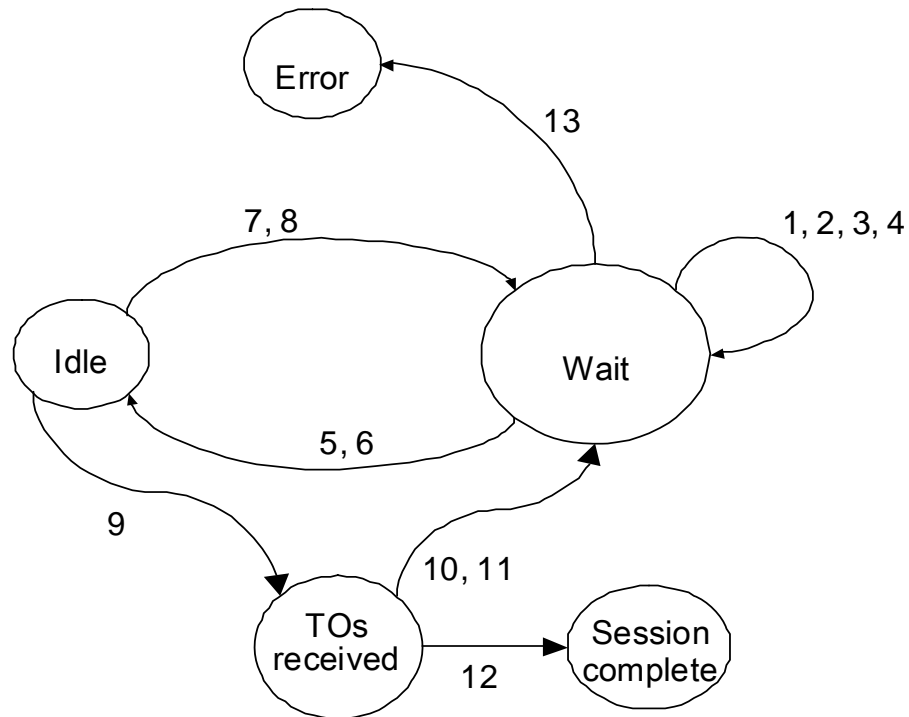 Error
13
7, 8
1, 2, 3, 4
Idle
Wait
5, 6
9
10, 11
TOs
received
12
Session
complete